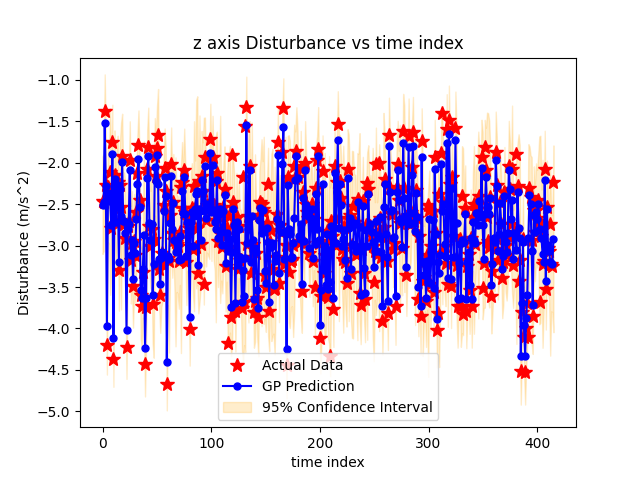 z axis Disturbance vs time index
Disturbance (m/s^2)
−1.0
−1.5
−2.0
−2.5
−3.0
−3.5
−4.0
−4.5
−5.0
Actual Data
GP Prediction
95% Confidence Interval
0 100 200 300 400
time index